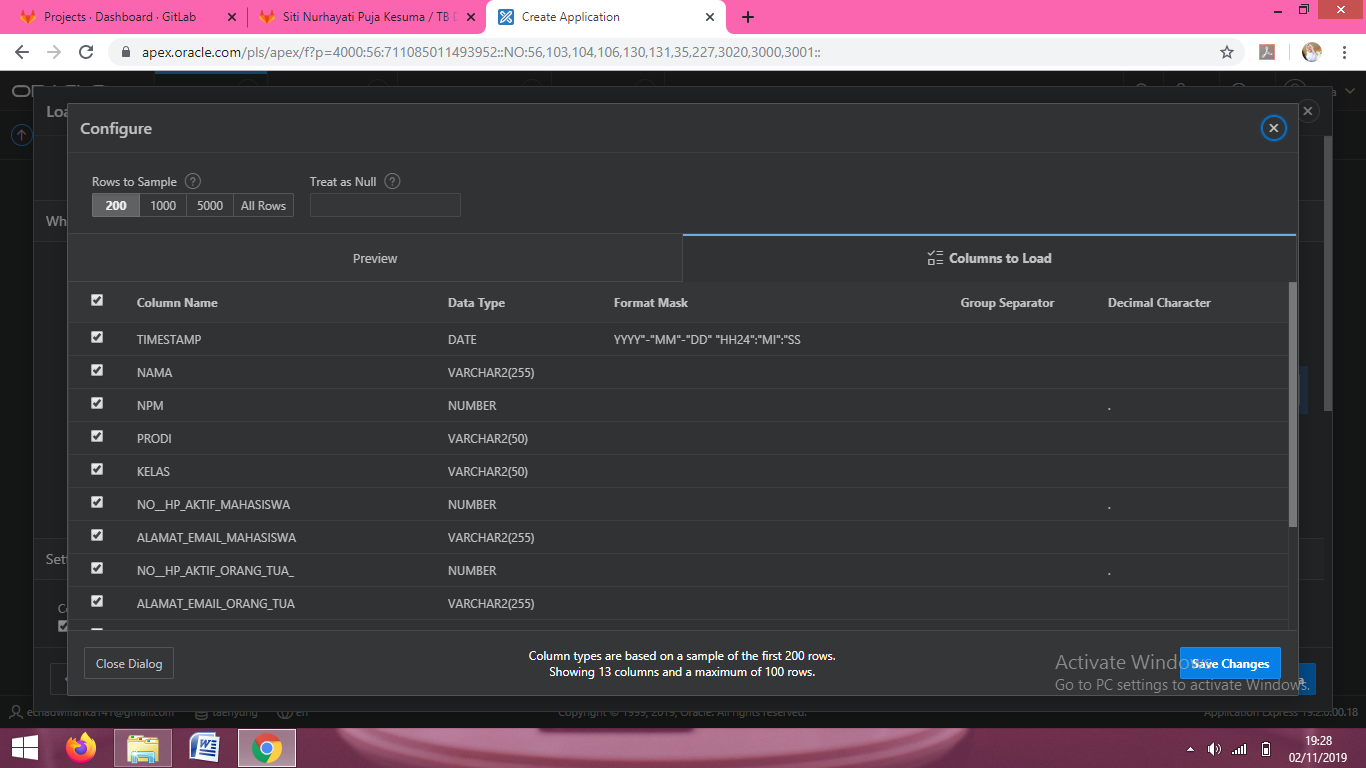 Projects · Dashboard · GitLab
Siti Nurhayati Puja Kesuma / TB D
Create Application
apex.oracle.com/pls/apex/f?p=4000:56:711085011493952::NO:56,103,104,106,130,131,35,227,3020,3000,3001::
Loa
Configure
Rows to Sample
Treat as Null
200 1000 5000 All Rows
Wh
Preview
Columns to Load
Column Name Data Type Format Mask Group Separator Decimal Character
TIMESTAMP DATE YYYY"-"MM"-"DD" "HH24":"MI":"SS
NAMA VARCHAR2(255)
NPM NUMBER .
PRODI VARCHAR2(50)
KELAS VARCHAR2(50)
NO__HP_AKTIF_MAHASISWA NUMBER .
ALAMAT_EMAIL_MAHASISWA VARCHAR2(255)
Sett
NO__HP_AKTIF_ORANG_TUA_ NUMBER .
ALAMAT_EMAIL_ORANG_TUA VARCHAR2(255)
Column types are based on a sample of the first 200 rows.
Close Dialog
Showing 13 columns and a maximum of 100 rows.
Save Changes
Activate Windows
Go to PC settings to activate Windows.
taehyung
en
Copyright © 1999, 2019, Oracle. All rights reserved.
Application Express 19.2.0.00.18
19:28
02/11/2019